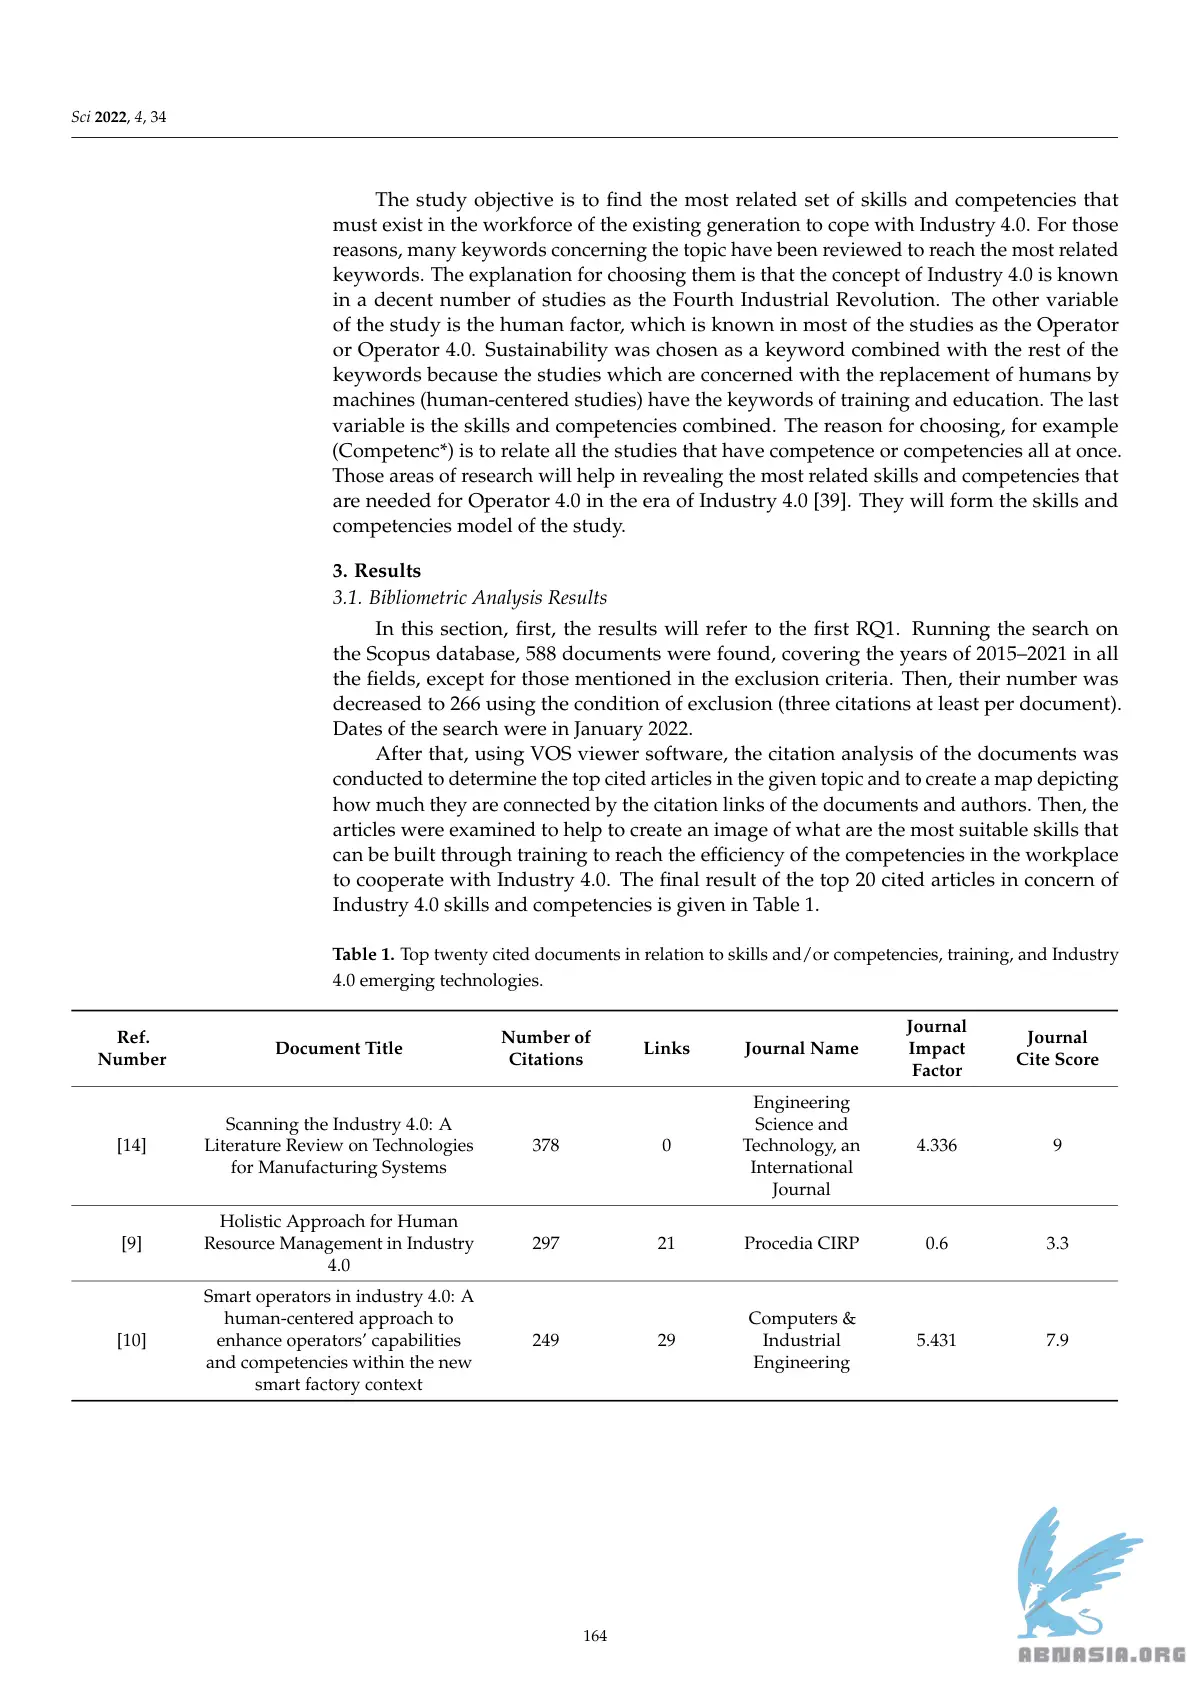 Sci 2022, 4, 34
The study objective is to find the most related set of skills and competencies that
must exist in the workforce of the existing generation to cope with Industry 4.0. For those
reasons, many keywords concerning the topic have been reviewed to reach the most related
keywords. The explanation for choosing them is that the concept of Industry 4.0 is known
in a decent number of studies as the Fourth Industrial Revolution. The other variable
of the study is the human factor, which is known in most of the studies as the Operator
or Operator 4.0. Sustainability was chosen as a keyword combined with the rest of the
keywords because the studies which are concerned with the replacement of humans by
machines (human-centered studies) have the keywords of training and education. The last
variable is the skills and competencies combined. The reason for choosing, for example
(Competenc*) is to relate all the studies that have competence or competencies all at once.
Those areas of research will help in revealing the most related skills and competencies that
are needed for Operator 4.0 in the era of Industry 4.0 [39]. They will form the skills and
competencies model of the study.
3. Results
3.1. Bibliometric Analysis Results
In this section, first, the results will refer to the first RQ1. Running the search on
the Scopus database, 588 documents were found, covering the years of 2015–2021 in all
the fields, except for those mentioned in the exclusion criteria. Then, their number was
decreased to 266 using the condition of exclusion (three citations at least per document).
Dates of the search were in January 2022.
After that, using VOS viewer software, the citation analysis of the documents was
conducted to determine the top cited articles in the given topic and to create a map depicting
how much they are connected by the citation links of the documents and authors. Then, the
articles were examined to help to create an image of what are the most suitable skills that
can be built through training to reach the efficiency of the competencies in the workplace
to cooperate with Industry 4.0. The final result of the top 20 cited articles in concern of
Industry 4.0 skills and competencies is given in Table 1.
Table 1. Top twenty cited documents in relation to skills and/or competencies, training, and Industry
4.0 emerging technologies.
Ref.
Number
Document Title
Number of
Citations
Links
Journal Name
Journal
Impact
Factor
Journal
Cite Score
[14]
Scanning the Industry 4.0: A
Literature Review on Technologies
for Manufacturing Systems
378
0
Engineering
Science and
Technology, an
International
Journal
4.336
9
[9]
Holistic Approach for Human
Resource Management in Industry
4.0
297
21
Procedia CIRP
0.6
3.3
[10]
Smart operators in industry 4.0: A
human-centered approach to
enhance operators' capabilities
and competencies within the new
smart factory context
249
29
Computers &
Industrial
Engineering
5.431
7.9
164
ABNASIA.ORG